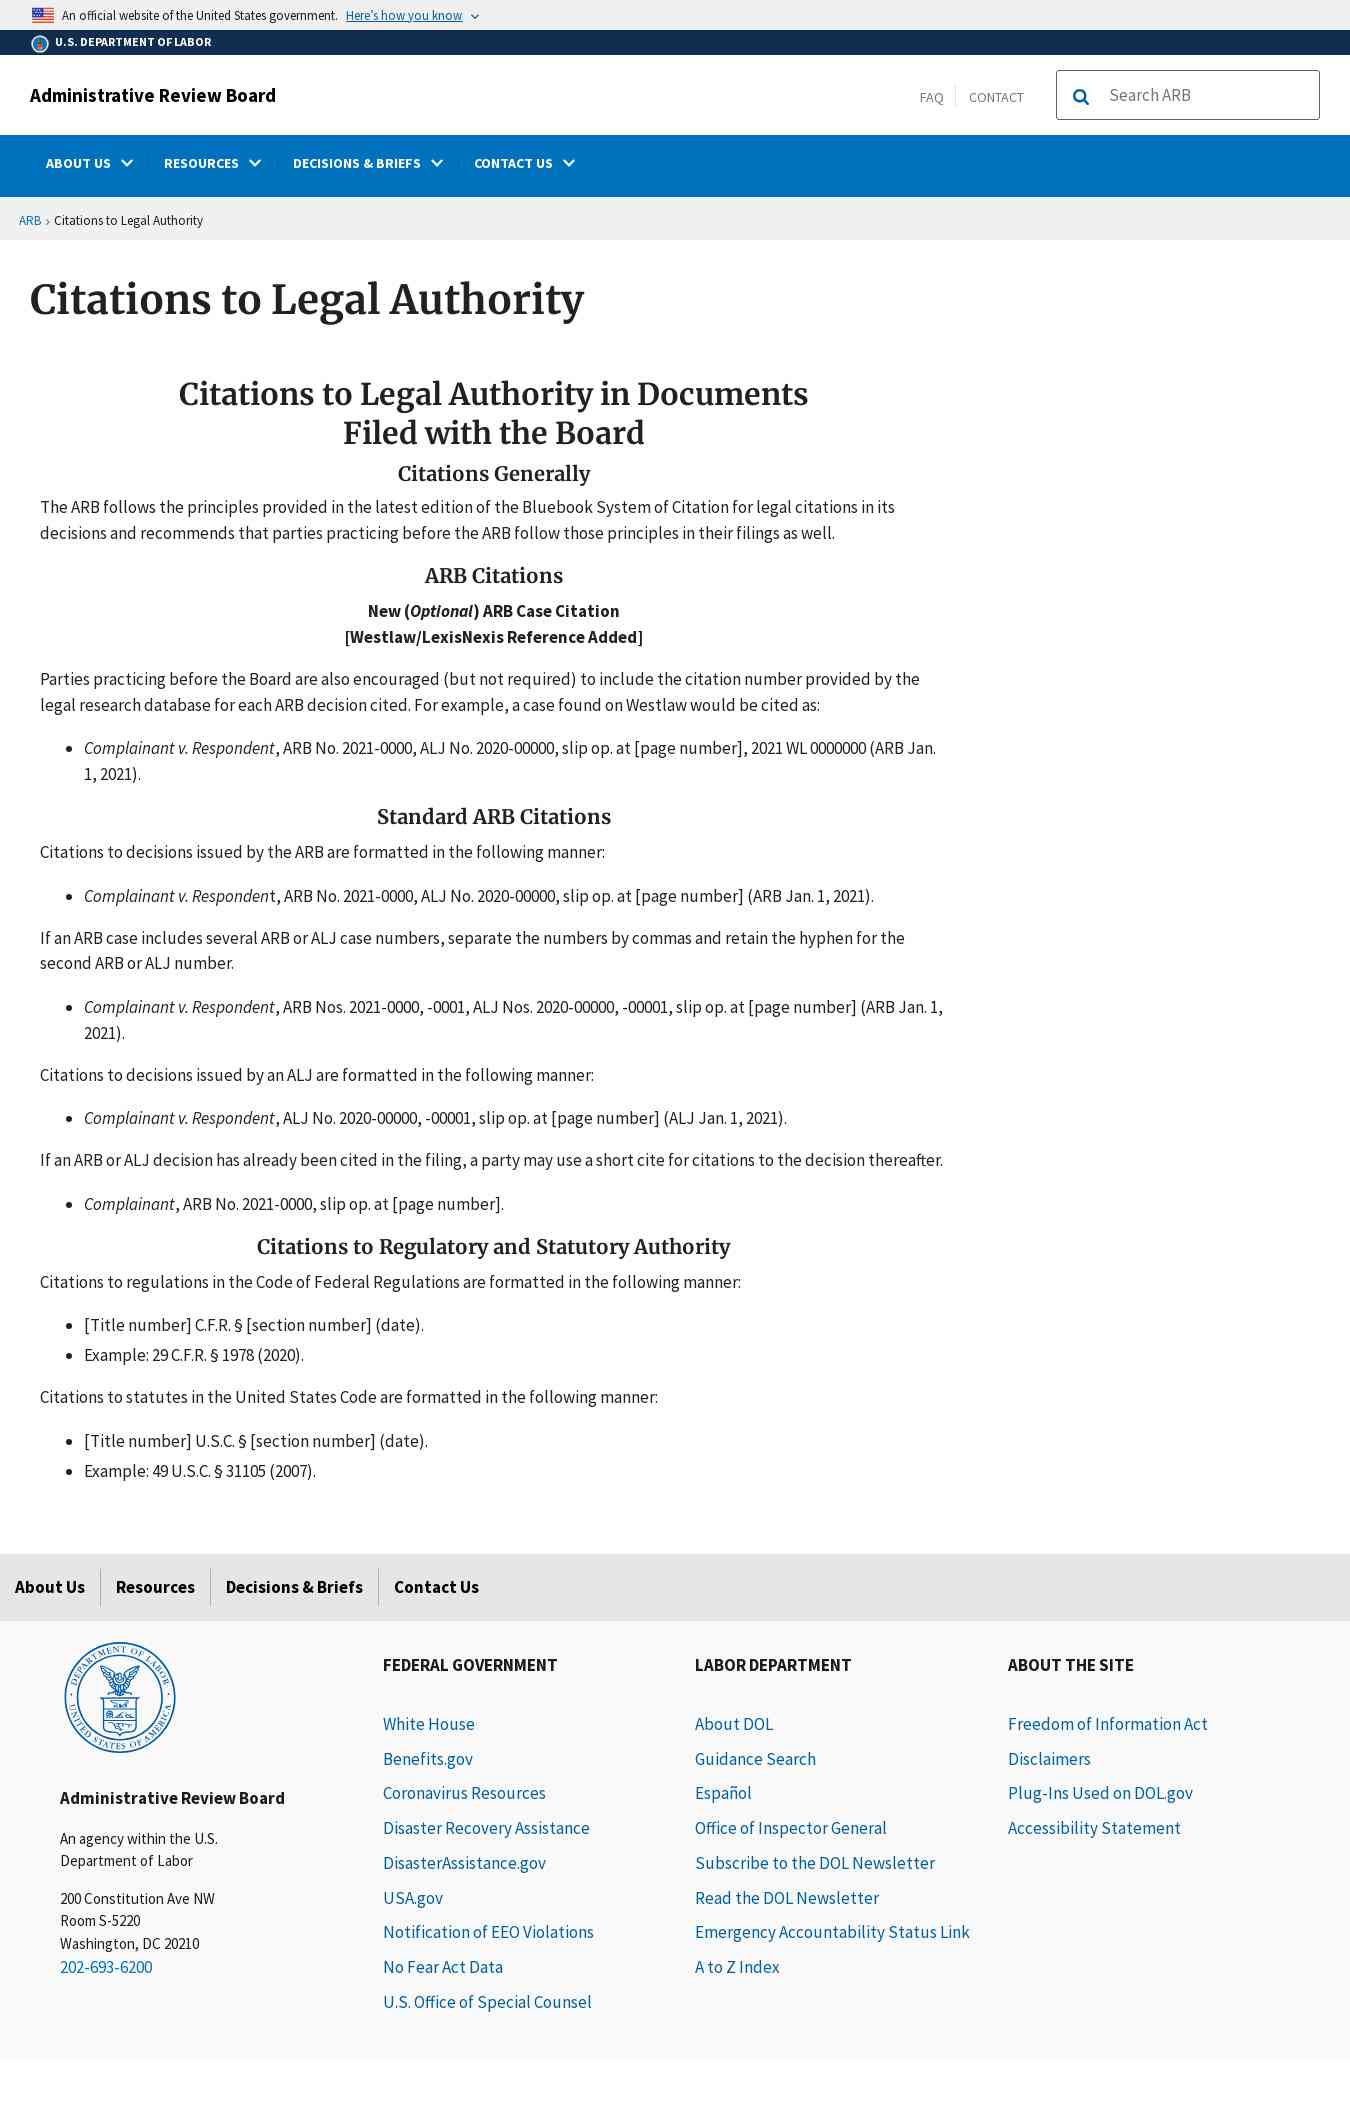 An official website of the United States government. Here's how you know
U.S. DEPARTMENT OF LABOR
Administrative Review Board
FAQ
CONTACT
Search ARB
ABOUT US
RESOURCES
DECISIONS & BRIEFS
CONTACT US
ARB › Citations to Legal Authority
Citations to Legal Authority
Citations to Legal Authority in Documents
Filed with the Board
Citations Generally
The ARB follows the principles provided in the latest edition of the Bluebook System of Citation for legal citations in its
decisions and recommends that parties practicing before the ARB follow those principles in their filings as well.
ARB Citations
New (Optional) ARB Case Citation
[Westlaw/LexisNexis Reference Added]
Parties practicing before the Board are also encouraged (but not required) to include the citation number provided by the
legal research database for each ARB decision cited. For example, a case found on Westlaw would be cited as:
• Complainant v. Respondent, ARB No. 2021-0000, ALJ No. 2020-00000, slip op. at [page number], 2021 WL 0000000 (ARB Jan.
1, 2021).
Standard ARB Citations
Citations to decisions issued by the ARB are formatted in the following manner:
• Complainant v. Respondent, ARB No. 2021-0000, ALJ No. 2020-00000, slip op. at [page number] (ARB Jan. 1, 2021).
If an ARB case includes several ARB or ALJ case numbers, separate the numbers by commas and retain the hyphen for the
second ARB or ALJ number.
• Complainant v. Respondent, ARB Nos. 2021-0000, -0001, ALJ Nos. 2020-00000, -00001, slip op. at [page number] (ARB Jan. 1,
2021).
Citations to decisions issued by an ALJ are formatted in the following manner:
• Complainant v. Respondent, ALJ No. 2020-00000, -00001, slip op. at [page number] (ALJ Jan. 1, 2021).
If an ARB or ALJ decision has already been cited in the filing, a party may use a short cite for citations to the decision thereafter.
• Complainant, ARB No. 2021-0000, slip op. at [page number].
Citations to Regulatory and Statutory Authority
Citations to regulations in the Code of Federal Regulations are formatted in the following manner:
• [Title number] C.F.R. § [section number] (date).
• Example: 29 C.F.R. § 1978 (2020).
Citations to statutes in the United States Code are formatted in the following manner:
• [Title number] U.S.C. § [section number] (date).
• Example: 49 U.S.C. § 31105 (2007).
About Us
Resources
Decisions & Briefs
Contact Us
DEPARTMENT OF LABOR
UNITED STATES OF AMERICA
Administrative Review Board
An agency within the U.S.
Department of Labor
200 Constitution Ave NW
Room S-5220
Washington, DC 20210
202-693-6200
FEDERAL GOVERNMENT
White House
Benefits.gov
Coronavirus Resources
Disaster Recovery Assistance
DisasterAssistance.gov
USA.gov
Notification of EEO Violations
No Fear Act Data
U.S. Office of Special Counsel
LABOR DEPARTMENT
About DOL
Guidance Search
Español
Office of Inspector General
Subscribe to the DOL Newsletter
Read the DOL Newsletter
Emergency Accountability Status Link
A to Z Index
ABOUT THE SITE
Freedom of Information Act
Disclaimers
Plug-Ins Used on DOL.gov
Accessibility Statement